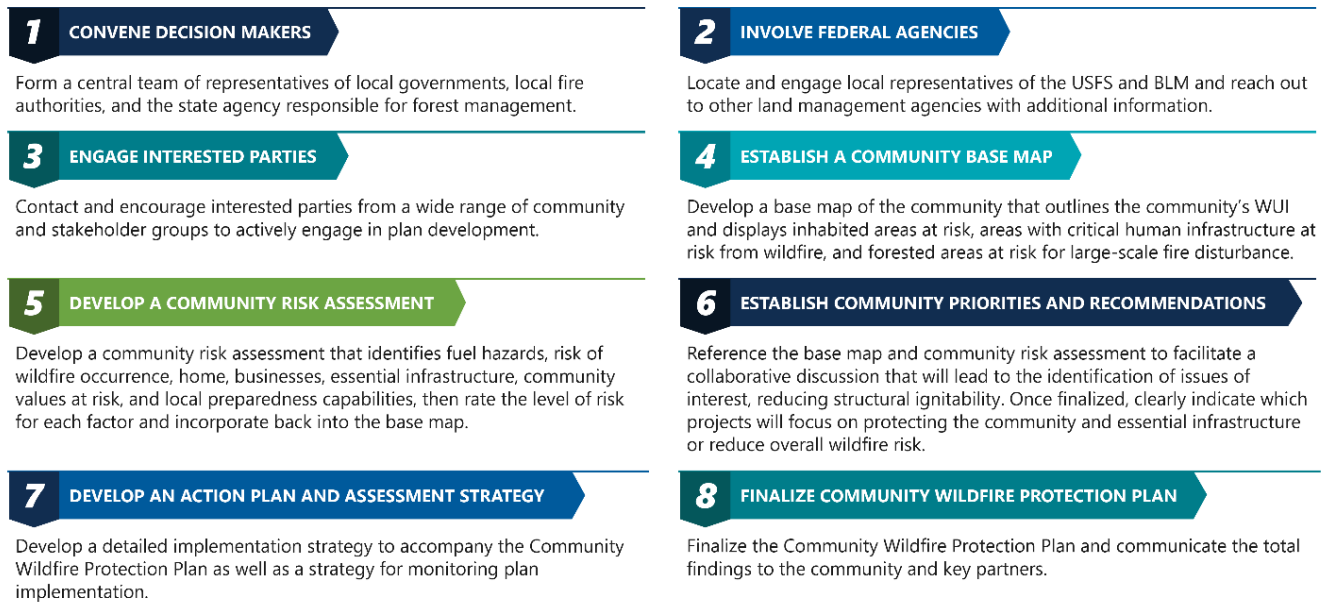 1 CONVENE DECISION MAKERS
Form a central team of representatives of local governments, local fire
authorities, and the state agency responsible for forest management.
2 INVOLVE FEDERAL AGENCIES
Locate and engage local representatives of the USFS and BLM and reach out
to other land management agencies with additional information.
3 ENGAGE INTERESTED PARTIES
Contact and encourage interested parties from a wide range of community
and stakeholder groups to actively engage in plan development.
4 ESTABLISH A COMMUNITY BASE MAP
Develop a base map of the community that outlines the community's WUI
and displays inhabited areas at risk, areas with critical human infrastructure at
risk from wildfire, and forested areas at risk for large-scale fire disturbance.
5 DEVELOP A COMMUNITY RISK ASSESSMENT
Develop a community risk assessment that identifies fuel hazards, risk of
wildfire occurrence, home, businesses, essential infrastructure, community
values at risk, and local preparedness capabilities, then rate the level of risk
for each factor and incorporate back into the base map.
6 ESTABLISH COMMUNITY PRIORITIES AND RECOMMENDATIONS
Reference the base map and community risk assessment to facilitate a
collaborative discussion that will lead to the identification of issues of
interest, reducing structural ignitability. Once finalized, clearly indicate which
projects will focus on protecting the community and essential infrastructure
or reduce overall wildfire risk.
7 DEVELOP AN ACTION PLAN AND ASSESSMENT STRATEGY
Develop a detailed implementation strategy to accompany the Community
Wildfire Protection Plan as well as a strategy for monitoring plan
implementation.
8 FINALIZE COMMUNITY WILDFIRE PROTECTION PLAN
Finalize the Community Wildfire Protection Plan and communicate the total
findings to the community and key partners.